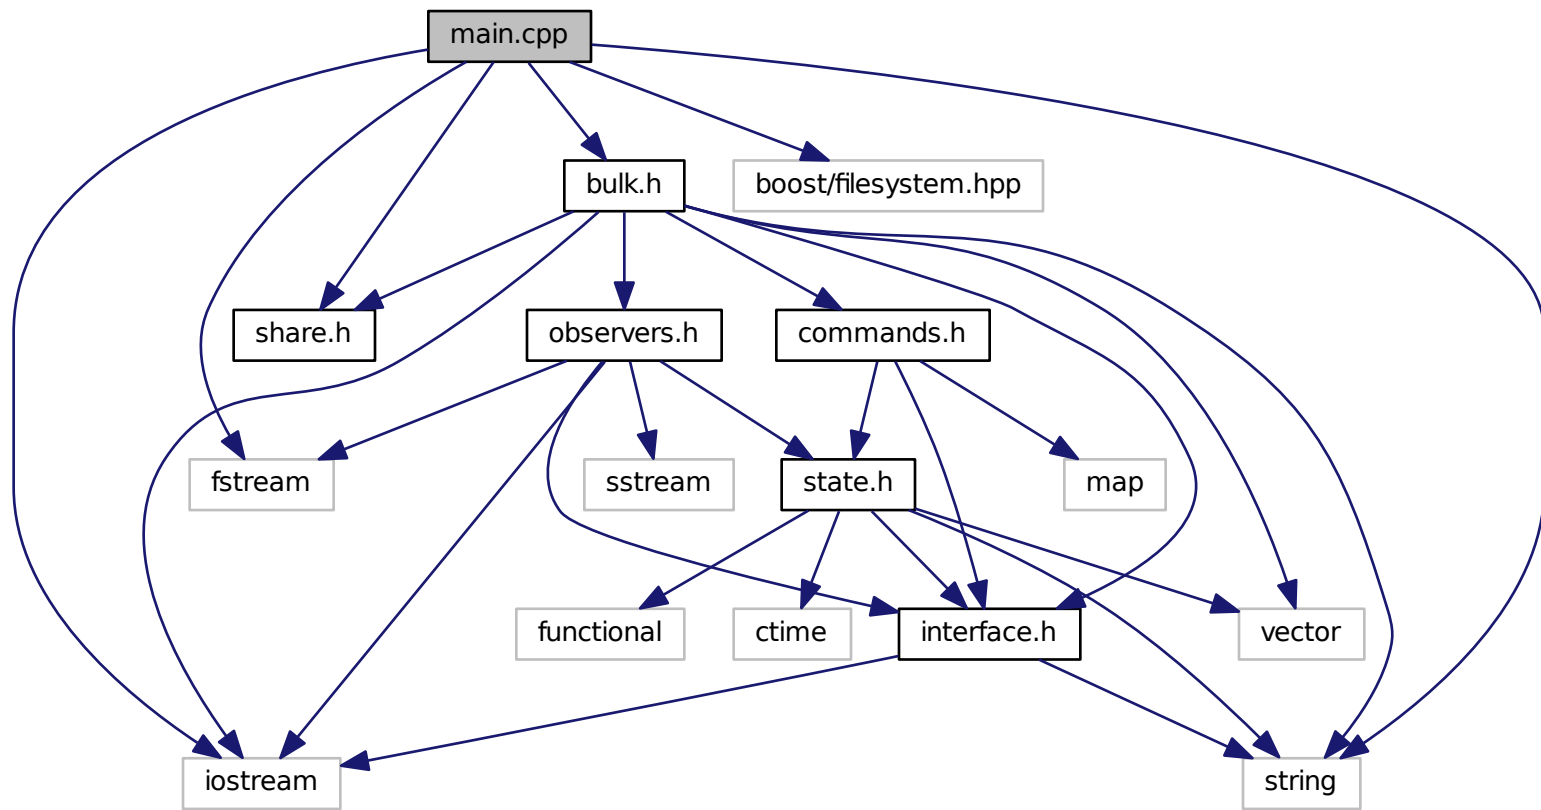 main.cpp
bulk.h
boost/filesystem.hpp
share.h
observers.h
commands.h
fstream
sstream
state.h
map
functional
ctime
interface.h
vector
iostream
string